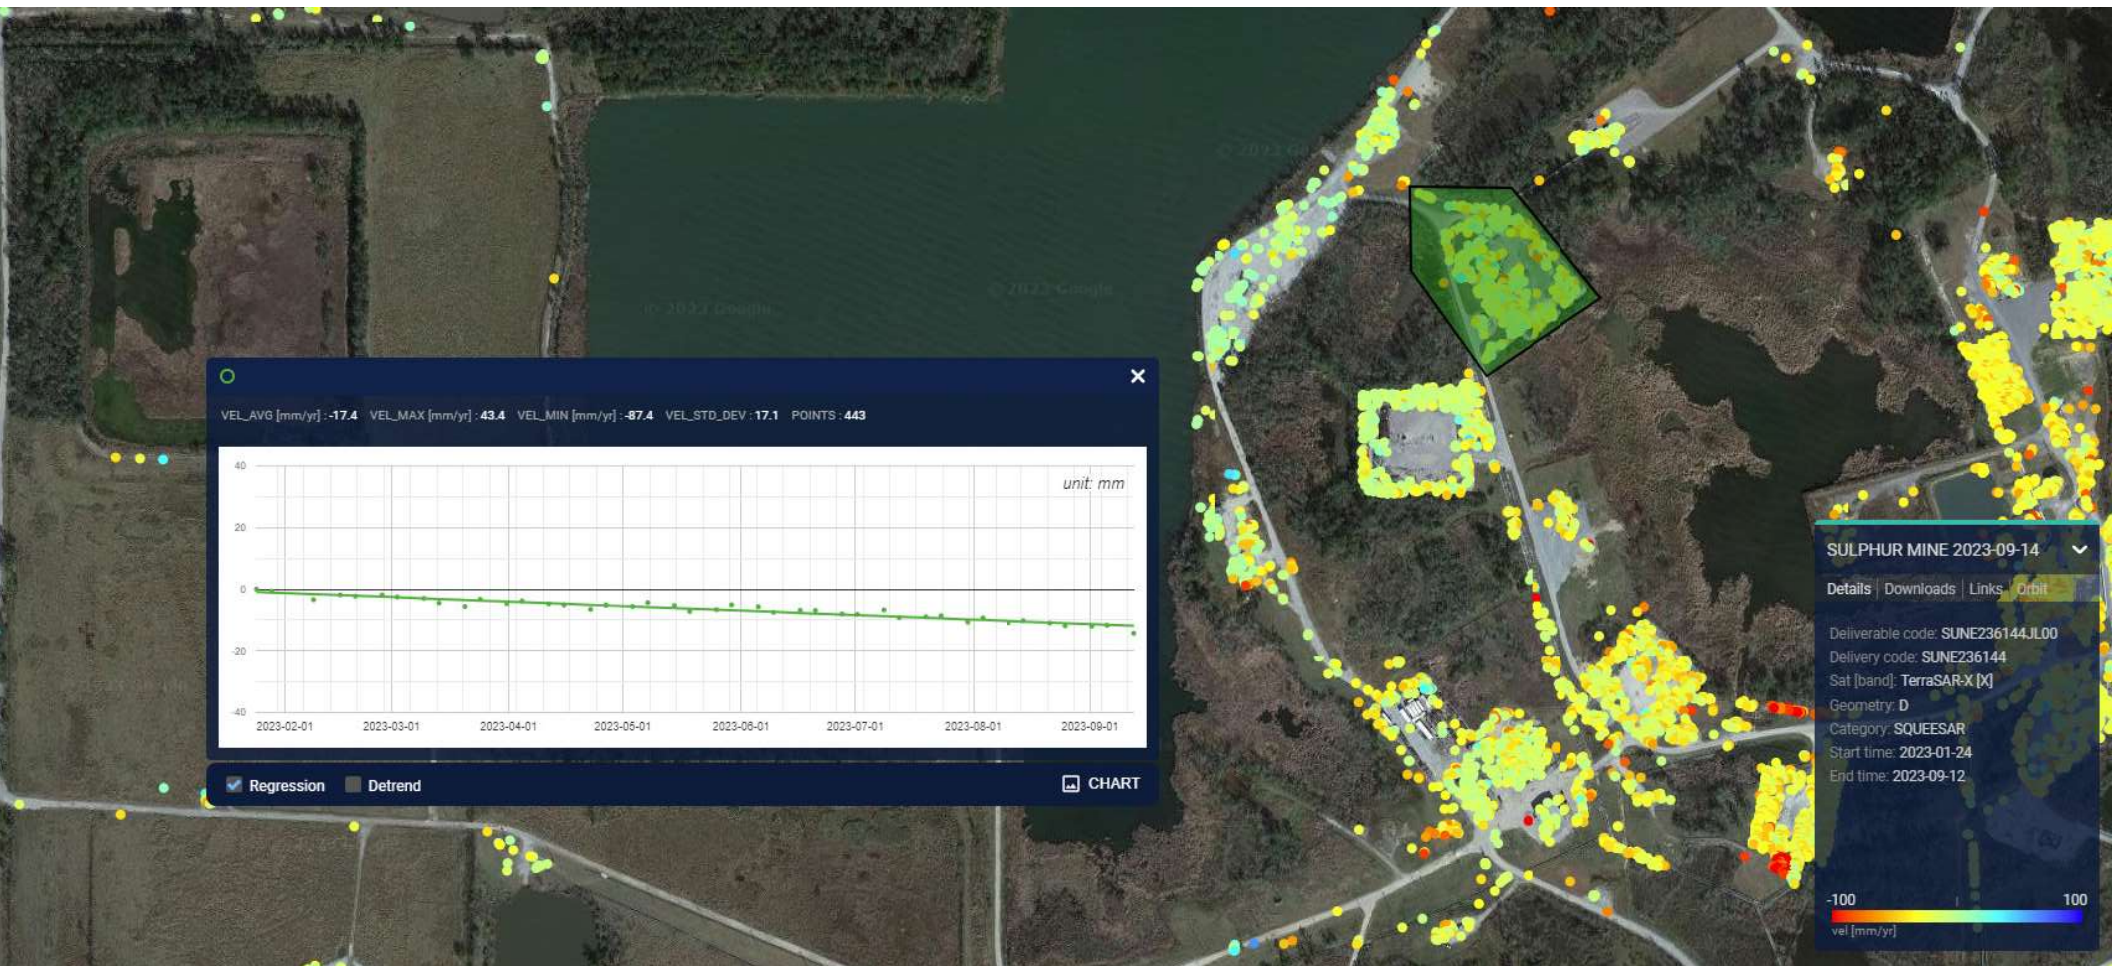 © 2023 Google
© 2023 Google
VEL_AVG [mm/yr] : -17.4 VEL_MAX [mm/yr] : 43.4 VEL_MIN [mm/yr] : -87.4 VEL_STD_DEV : 17.1 POINTS : 443
unit: mm
40
20
0
-20
-40
2023-02-01 2023-03-01 2023-04-01 2023-05-01 2023-06-01 2023-07-01 2023-08-01 2023-09-01
Regression Detrend CHART
SULPHUR MINE 2023-09-14
Details | Downloads | Links | Orbit
Deliverable code: SUNE236144JL00
Delivery code: SUNE236144
Sat [band]: TerraSAR-X [X]
Geometry: D
Category: SQUEESAR
Start time: 2023-01-24
End time: 2023-09-12
-100 100
vel [mm/yr]